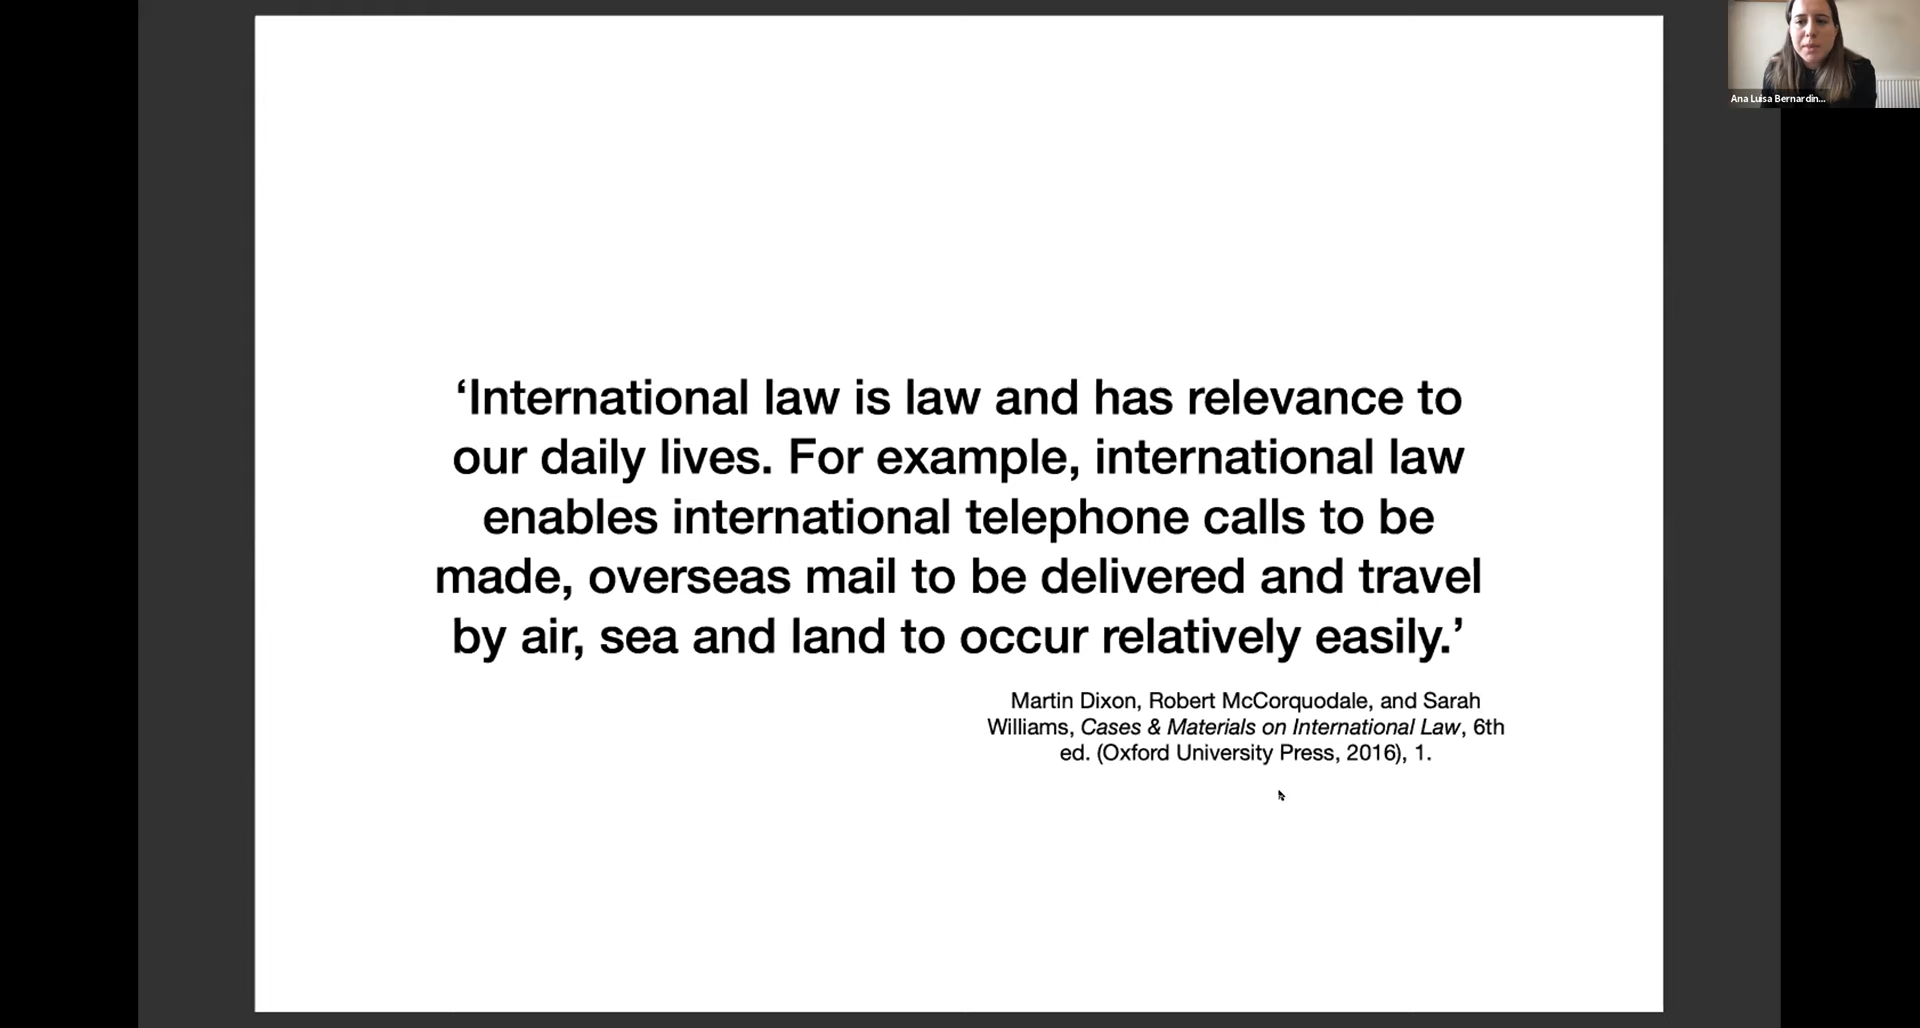 Ana Luisa Bernardin...
‘International law is law and has relevance to
our daily lives. For example, international law
enables international telephone calls to be
made, overseas mail to be delivered and travel
by air, sea and land to occur relatively easily.’
Martin Dixon, Robert McCorquodale, and Sarah
Williams, Cases & Materials on International Law, 6th
ed. (Oxford University Press, 2016), 1.